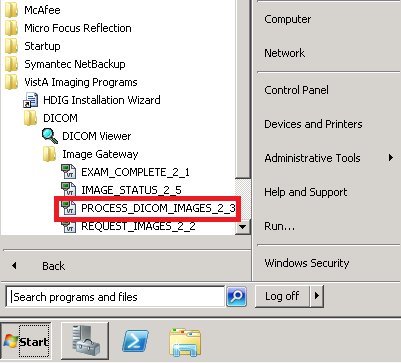 McAfee
Micro Focus Reflection
Startup
Symantec NetBackup
VistA Imaging Programs
HDIG Installation Wizard
DICOM
DICOM Viewer
Image Gateway
EXAM_COMPLETE_2_1
IMAGE_STATUS_2_5
PROCESS_DICOM_IMAGES_2_3
REQUEST_IMAGES_2_2
Back
Search programs and files
Computer
Network
Control Panel
Devices and Printers
Administrative Tools
Help and Support
Run...
Windows Security
Log off
Start